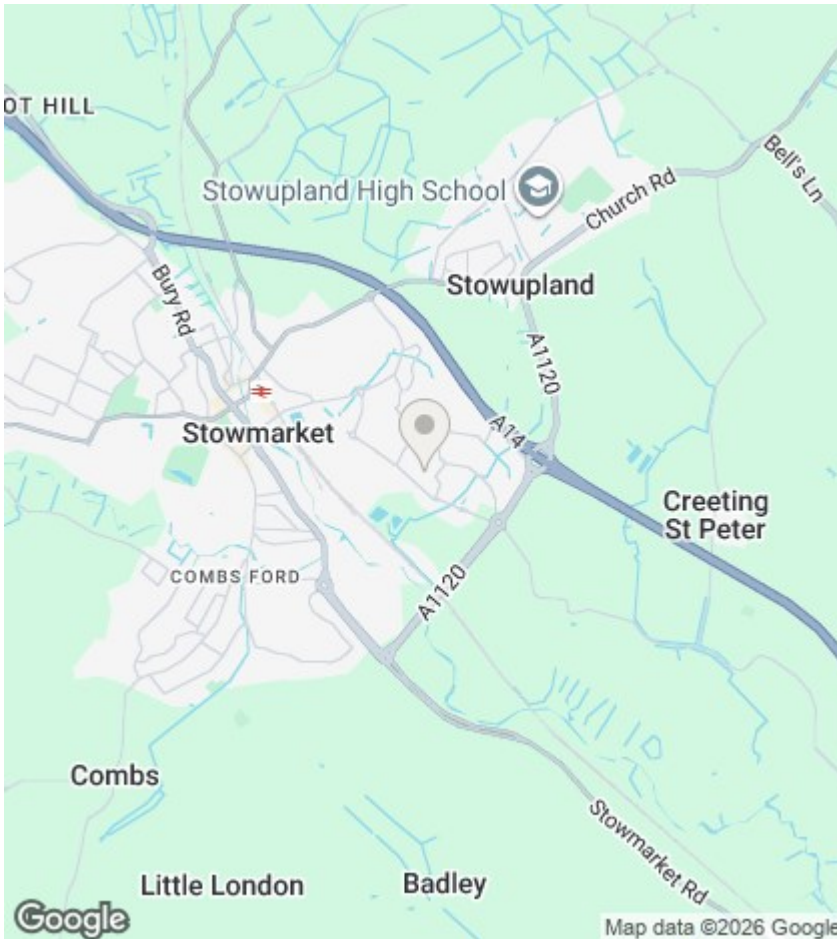 OT HILL
Stowupland High School
Church Rd
Bell's Ln
Stowupland
Bury Rd
A1120
Stowmarket
A14
Creeting
St Peter
COMBS FORD
A1120
Combs
Stowmarket Rd
Little London
Badley
Google
Map data ©2026 Google